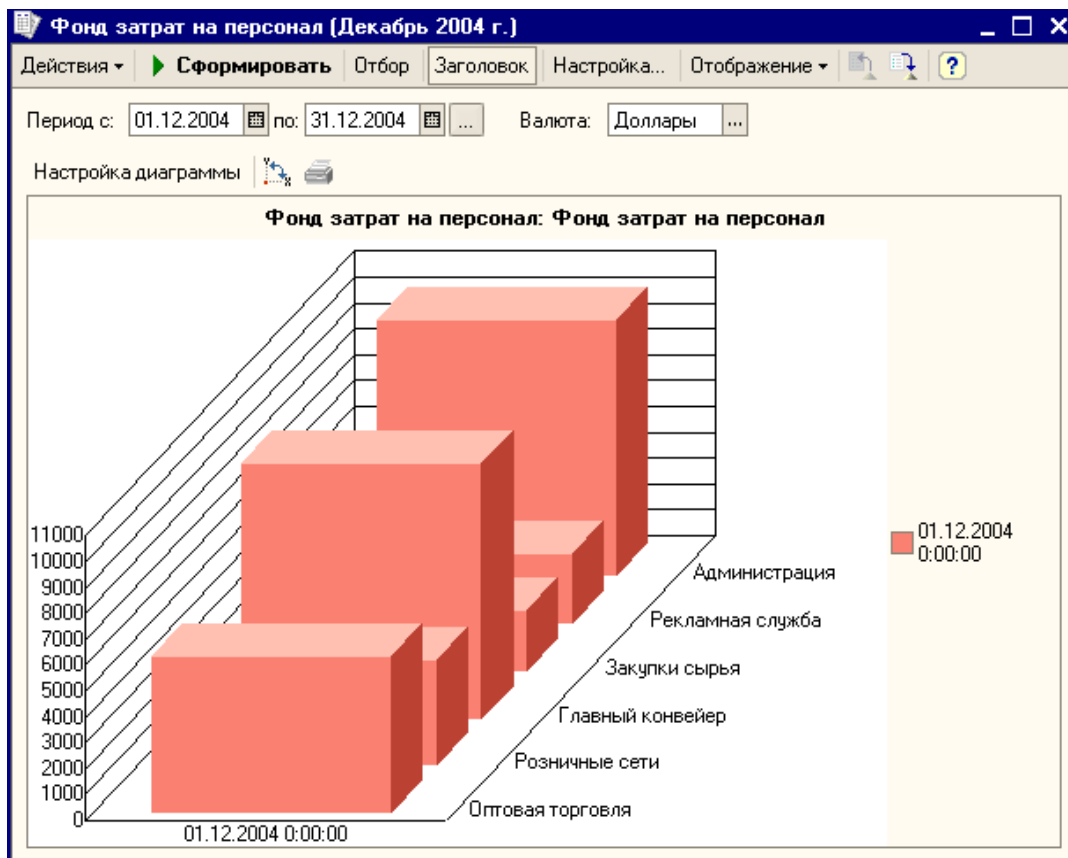 Фонд затрат на персонал (Декабрь 2004 г.)
Действия Сформировать Отбор Заголовок Настройка... Отображение ?
Период с: 01.12.2004 по: 31.12.2004 ... Валюта: Доллары ...
Настройка диаграммы
Фонд затрат на персонал: Фонд затрат на персонал
11000
10000
9000
8000
7000
6000
5000
4000
3000
2000
1000
0
01.12.2004 0:00:00
Администрация
Рекламная служба
Закупки сырья
Главный конвейер
Розничные сети
Оптовая торговля
01.12.2004
0:00:00